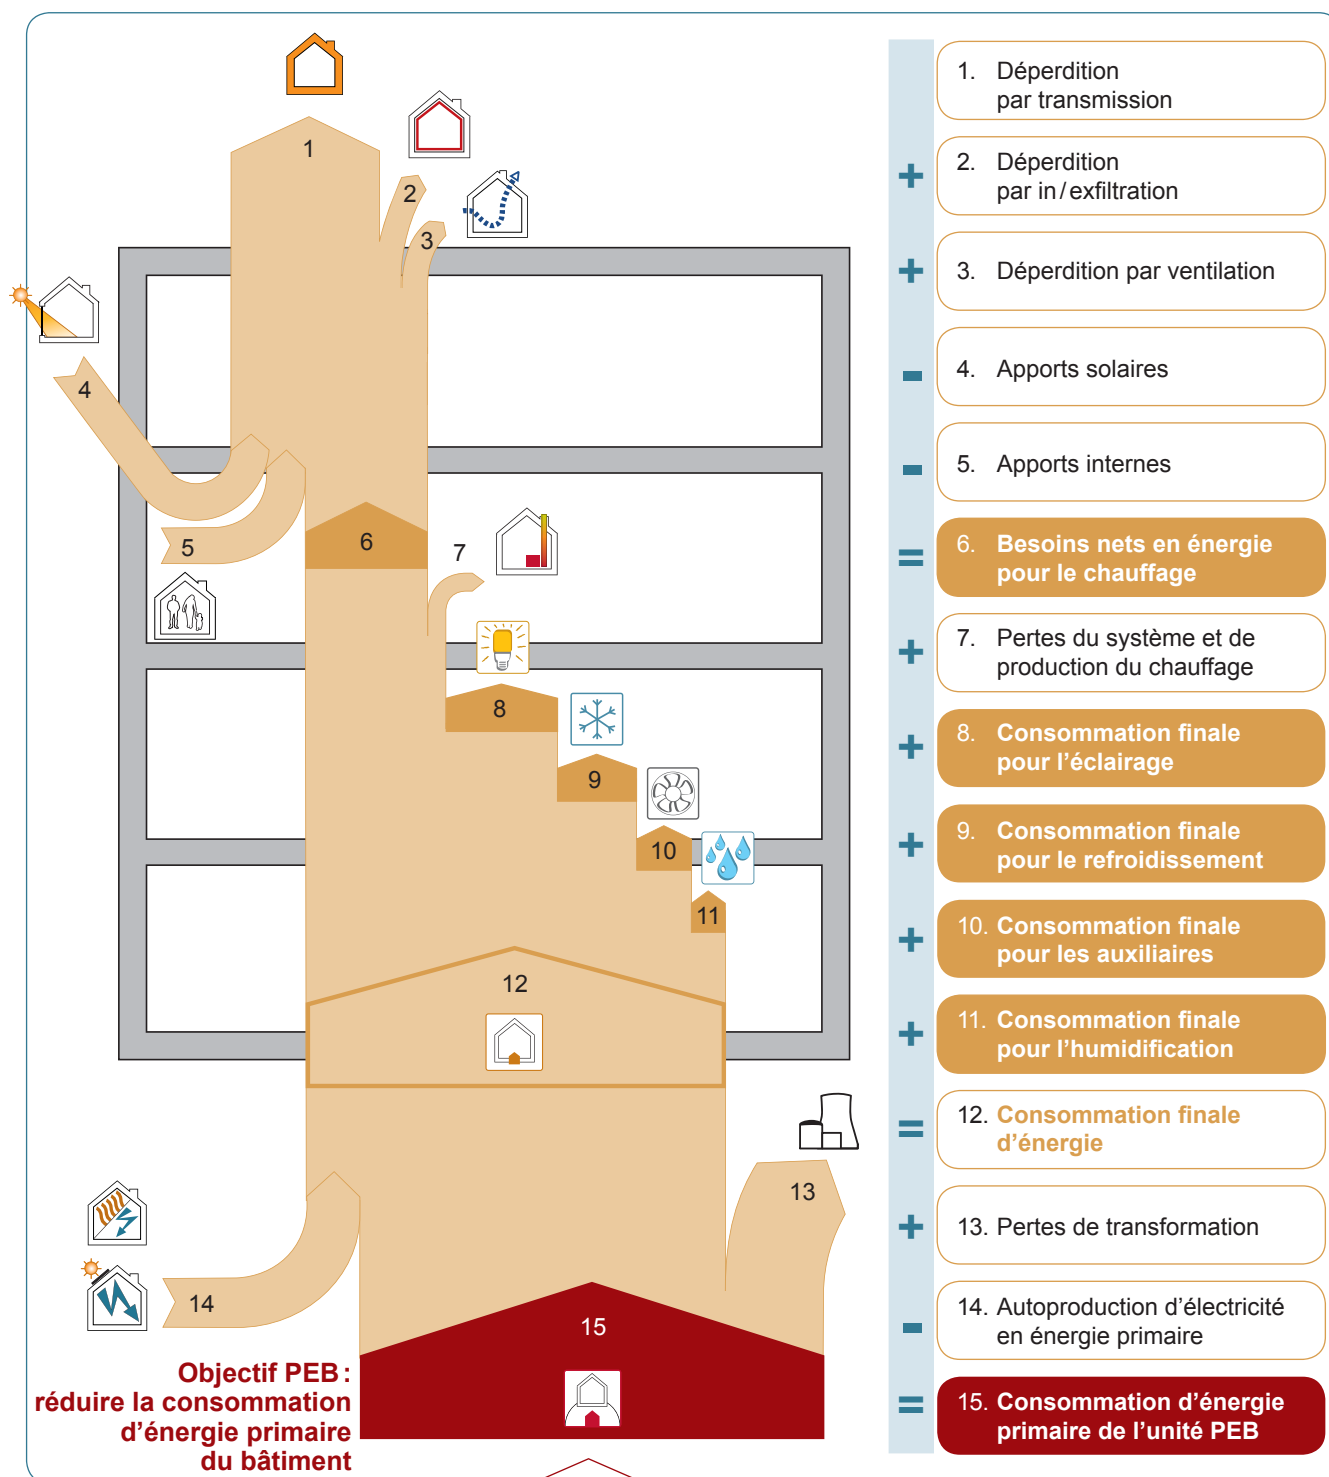 1
2
3
4
5
6
7
8
9
10
11
12
13
14
15
Objectif PEB :
réduire la consommation
d’énergie primaire
du bâtiment
1. Déperdition
par transmission
+
2. Déperdition
par in / exfiltration
+
3. Déperdition par ventilation
-
4. Apports solaires
-
5. Apports internes
=
6. Besoins nets en énergie
pour le chauffage
+
7. Pertes du système et de
production du chauffage
+
8. Consommation finale
pour l’éclairage
+
9. Consommation finale
pour le refroidissement
+
10. Consommation finale
pour les auxiliaires
+
11. Consommation finale
pour l’humidification
=
12. Consommation finale
d’énergie
+
13. Pertes de transformation
-
14. Autoproduction d’électricité
en énergie primaire
=
15. Consommation d’énergie
primaire de l’unité PEB